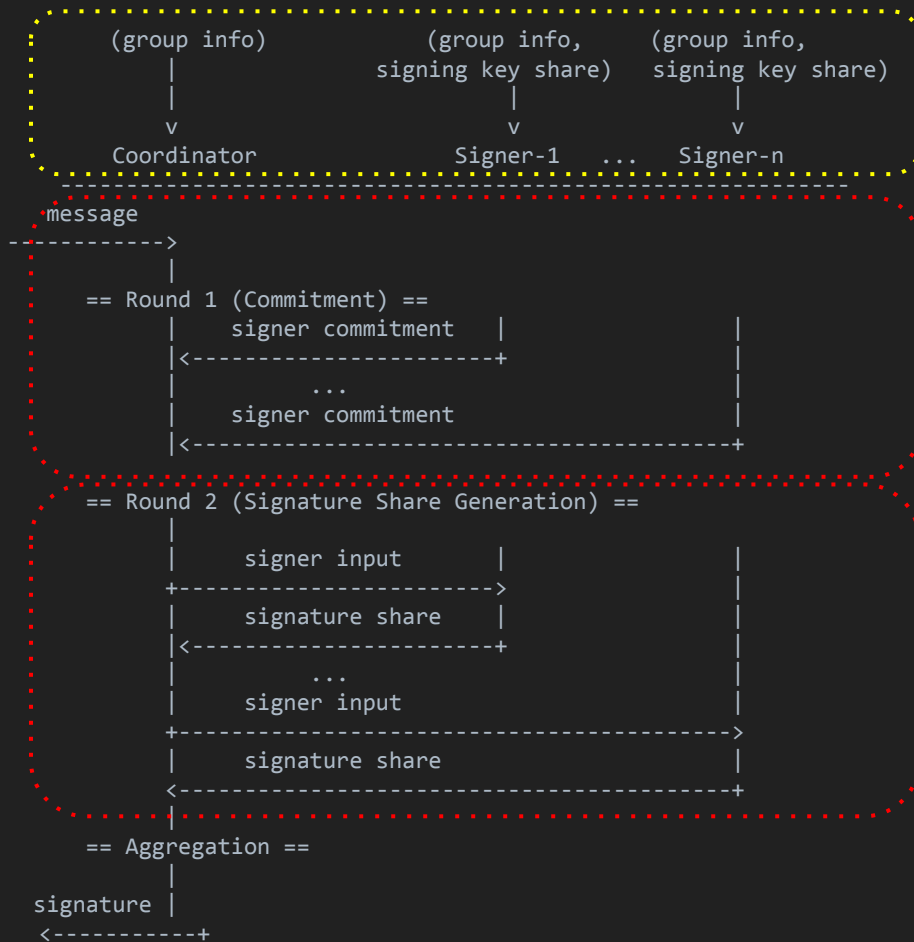 (group info) (group info, (group info,
signing key share) signing key share)
v v v
Coordinator Signer-1 ... Signer-n
message
== Round 1 (Commitment) ==
signer commitment
...
signer commitment
== Round 2 (Signature Share Generation) ==
signer input
signature share
...
signer input
signature share
== Aggregation ==
signature